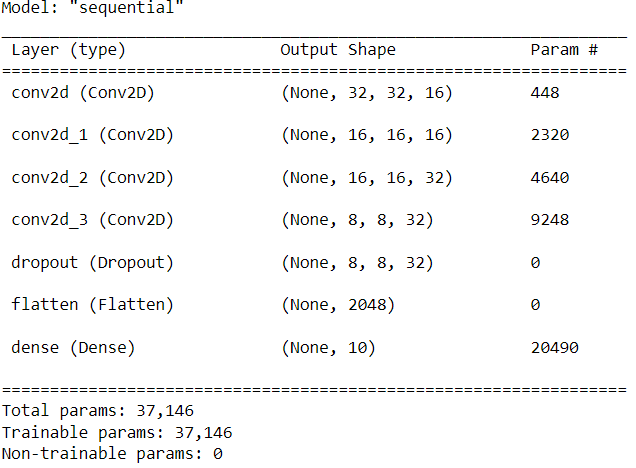 Model: "sequential"
_________________________________________________________________
Layer (type)                Output Shape              Param #
=================================================================
conv2d (Conv2D)             (None, 32, 32, 16)        448
conv2d_1 (Conv2D)           (None, 16, 16, 16)        2320
conv2d_2 (Conv2D)           (None, 16, 16, 32)        4640
conv2d_3 (Conv2D)           (None, 8, 8, 32)          9248
dropout (Dropout)           (None, 8, 8, 32)          0
flatten (Flatten)           (None, 2048)              0
dense (Dense)               (None, 10)                20490
=================================================================
Total params: 37,146
Trainable params: 37,146
Non-trainable params: 0